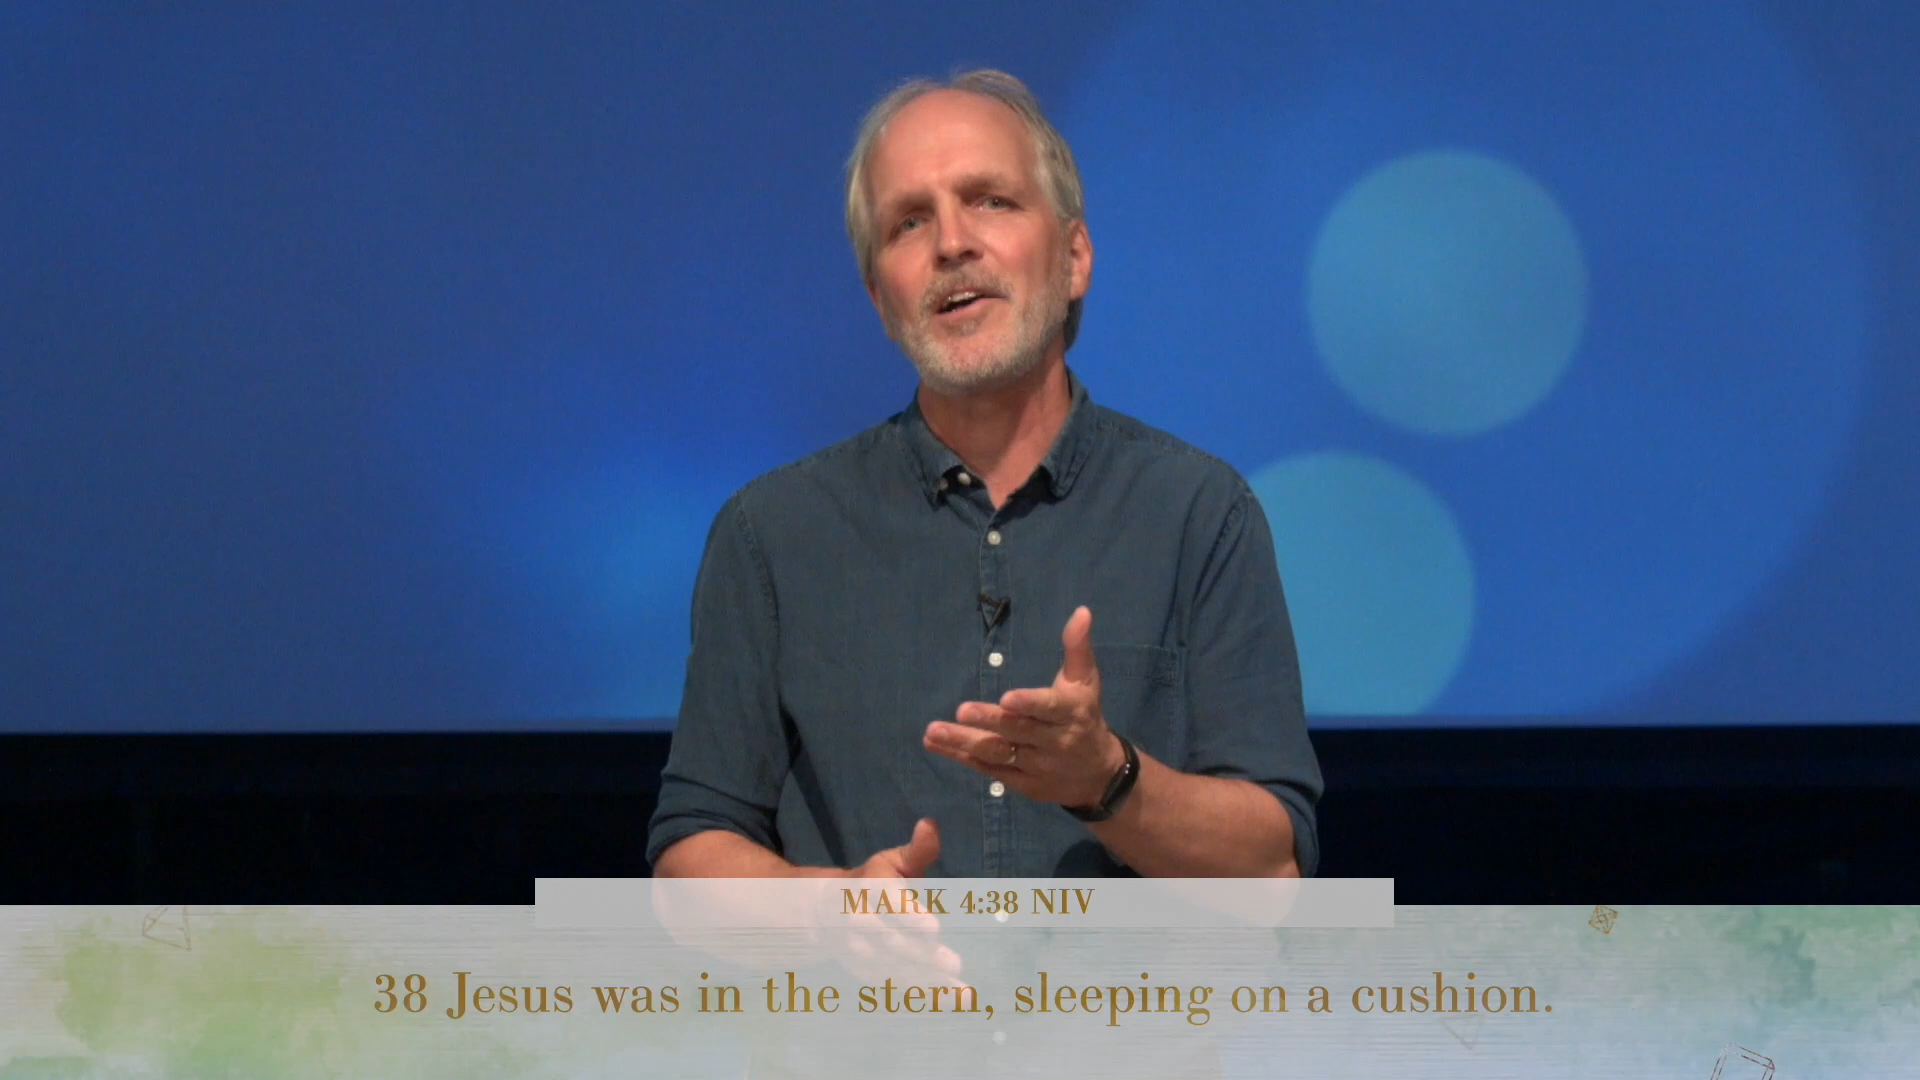 MARK 4:38 NIV
38 Jesus was in the stern, sleeping on a cushion.